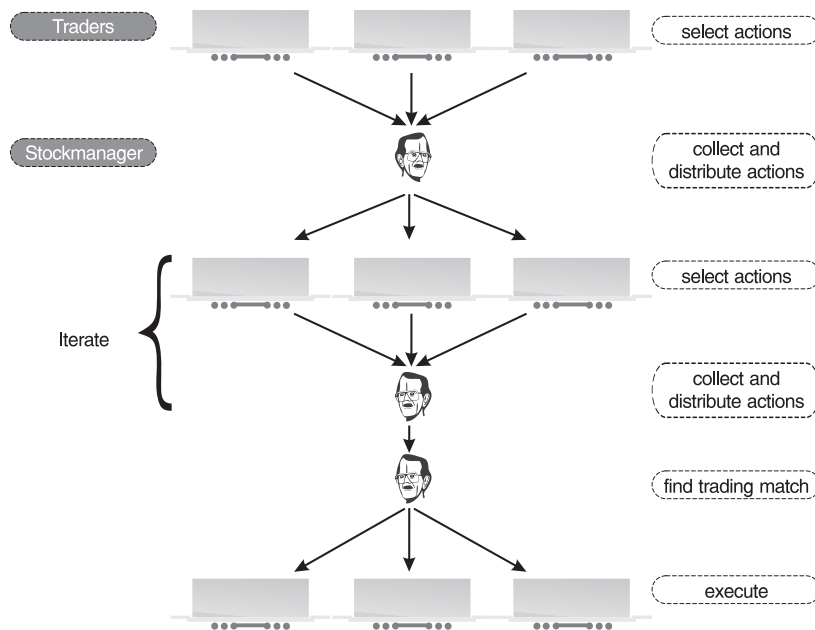 Traders
select actions
Stockmanager
collect and
distribute actions
select actions
Iterate
collect and
distribute actions
find trading match
execute